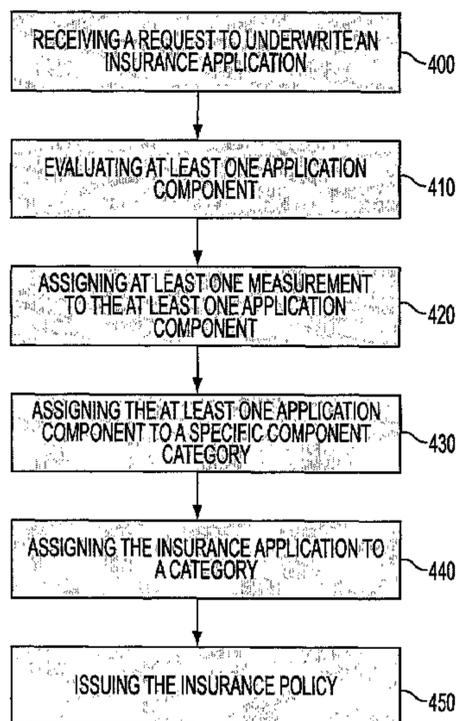 RECEIVING A REQUEST TO UNDERWRITE AN
INSURANCE APPLICATION
400
EVALUATING AT LEAST ONE APPLICATION
COMPONENT
410
ASSIGNING AT LEAST ONE MEASUREMENT
TO THE AT LEAST ONE APPLICATION
COMPONENT
420
ASSIGNING THE AT LEAST ONE APPLICATION
COMPONENT TO A SPECIFIC COMPONENT
CATEGORY
430
ASSIGNING THE INSURANCE APPLICATION TO
A CATEGORY
440
ISSUING THE INSURANCE POLICY
450